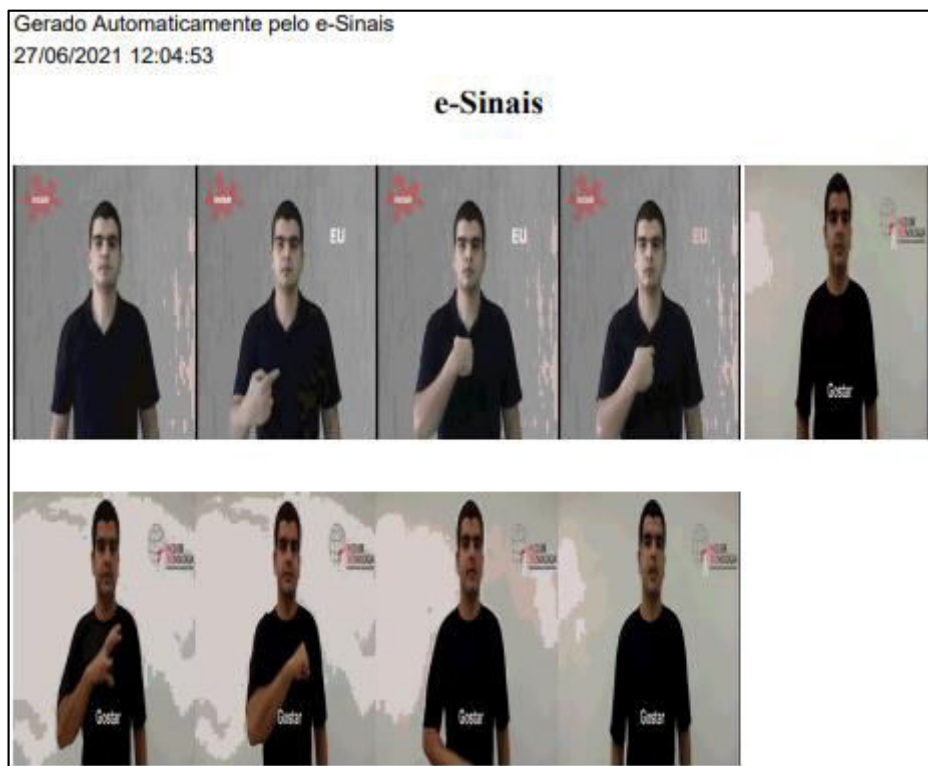 Gerado Automaticamente pelo e-Sinais
27/06/2021 12:04:53
e-Sinais
EU
EU
EU
Gostar
Gostar
Gostar
Gostar
Gostar